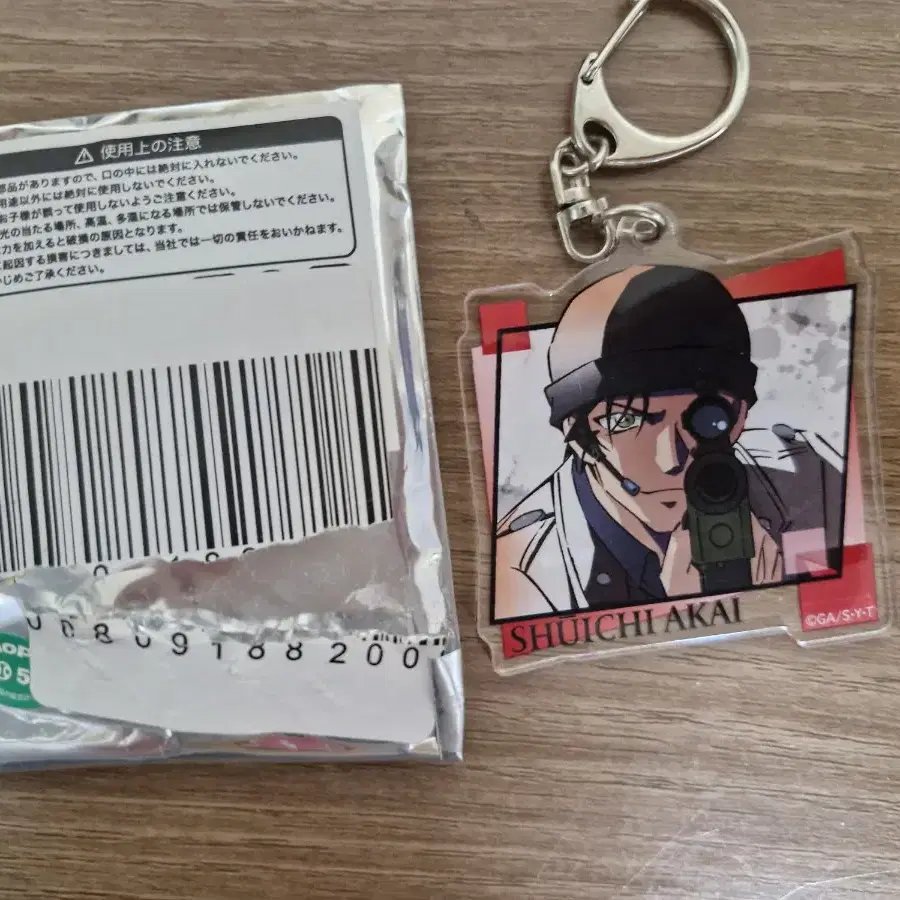 ⚠ 使用上の注意
部品がありますので、口の中には絶対に入れないでください。
用途以外には絶対に使用しないでください。
お子様が誤って使用しないようご注意ください。
光の当たる場所、高温、多湿になる場所では保管しないでください。
力を加えると破損の原因となります。
起因する損害につきましては、当社では一切の責任をおいかねます。
じめご了承ください。
00809188200
5
SHUICHI AKAI
©GA/S・Y・T